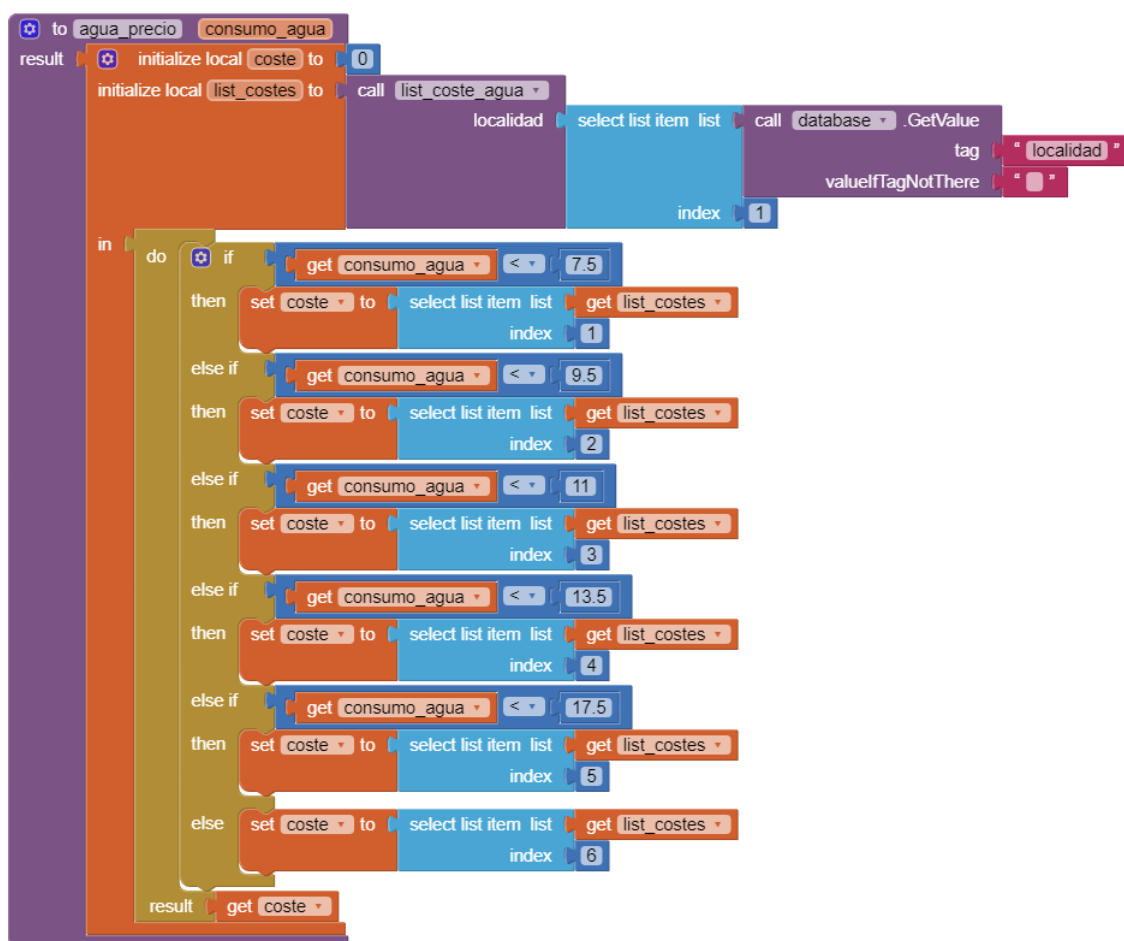 to agua_precio consumo_agua
result initialize local coste to 0
initialize local list_costes to call list_coste_agua
localidad select list item list call database .GetValue
tag " localidad "
valueIfTagNotThere " "
index 1
in do if get consumo_agua < 7.5
then set coste to select list item list get list_costes
index 1
else if get consumo_agua < 9.5
then set coste to select list item list get list_costes
index 2
else if get consumo_agua < 11
then set coste to select list item list get list_costes
index 3
else if get consumo_agua < 13.5
then set coste to select list item list get list_costes
index 4
else if get consumo_agua < 17.5
then set coste to select list item list get list_costes
index 5
else set coste to select list item list get list_costes
index 6
result get coste